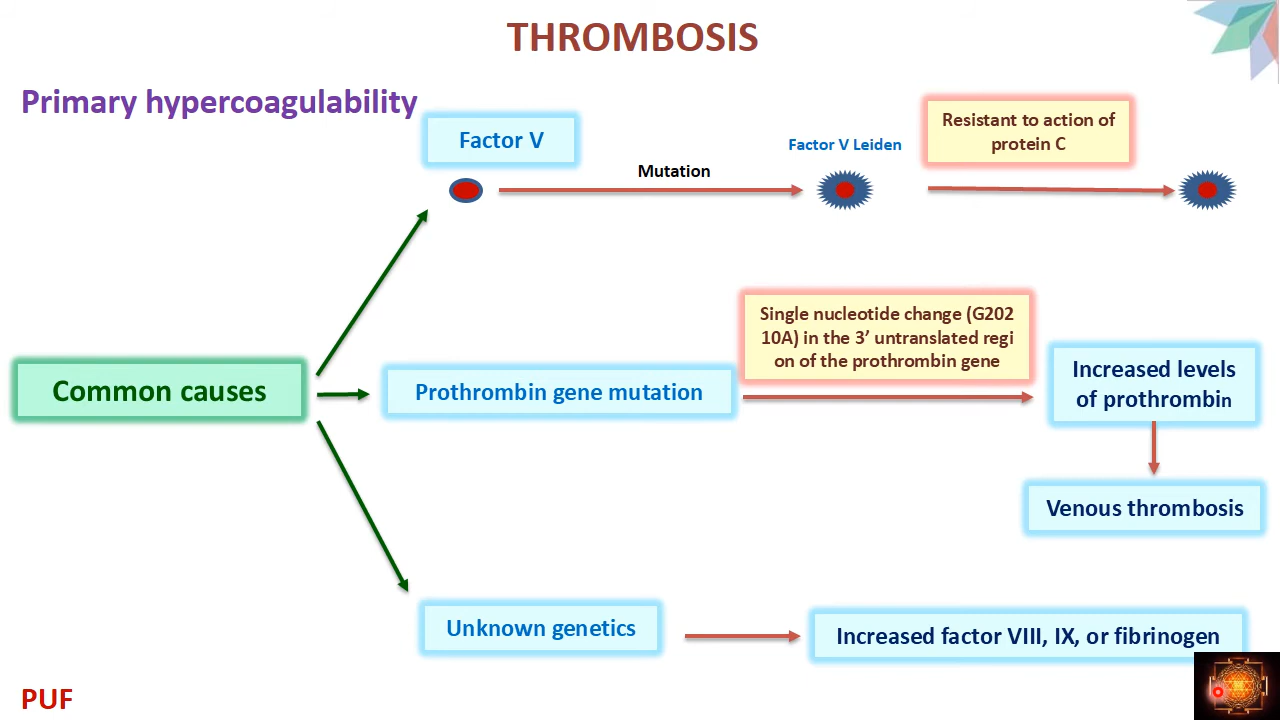 THROMBOSIS
Primary hypercoagulability
Factor V
Mutation
Factor V Leiden
Resistant to action of
protein C
Common causes
Prothrombin gene mutation
Single nucleotide change (G202
10A) in the 3’ untranslated regi
on of the prothrombin gene
Increased levels
of prothrombin
Venous thrombosis
Unknown genetics
Increased factor VIII, IX, or fibrinogen
PUF